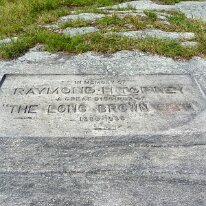 IN MEMORY OF
RAYMOND H. TORREY
A GREAT DISCIPLE OF
"THE LONG BROWN PATH"
1880-1938